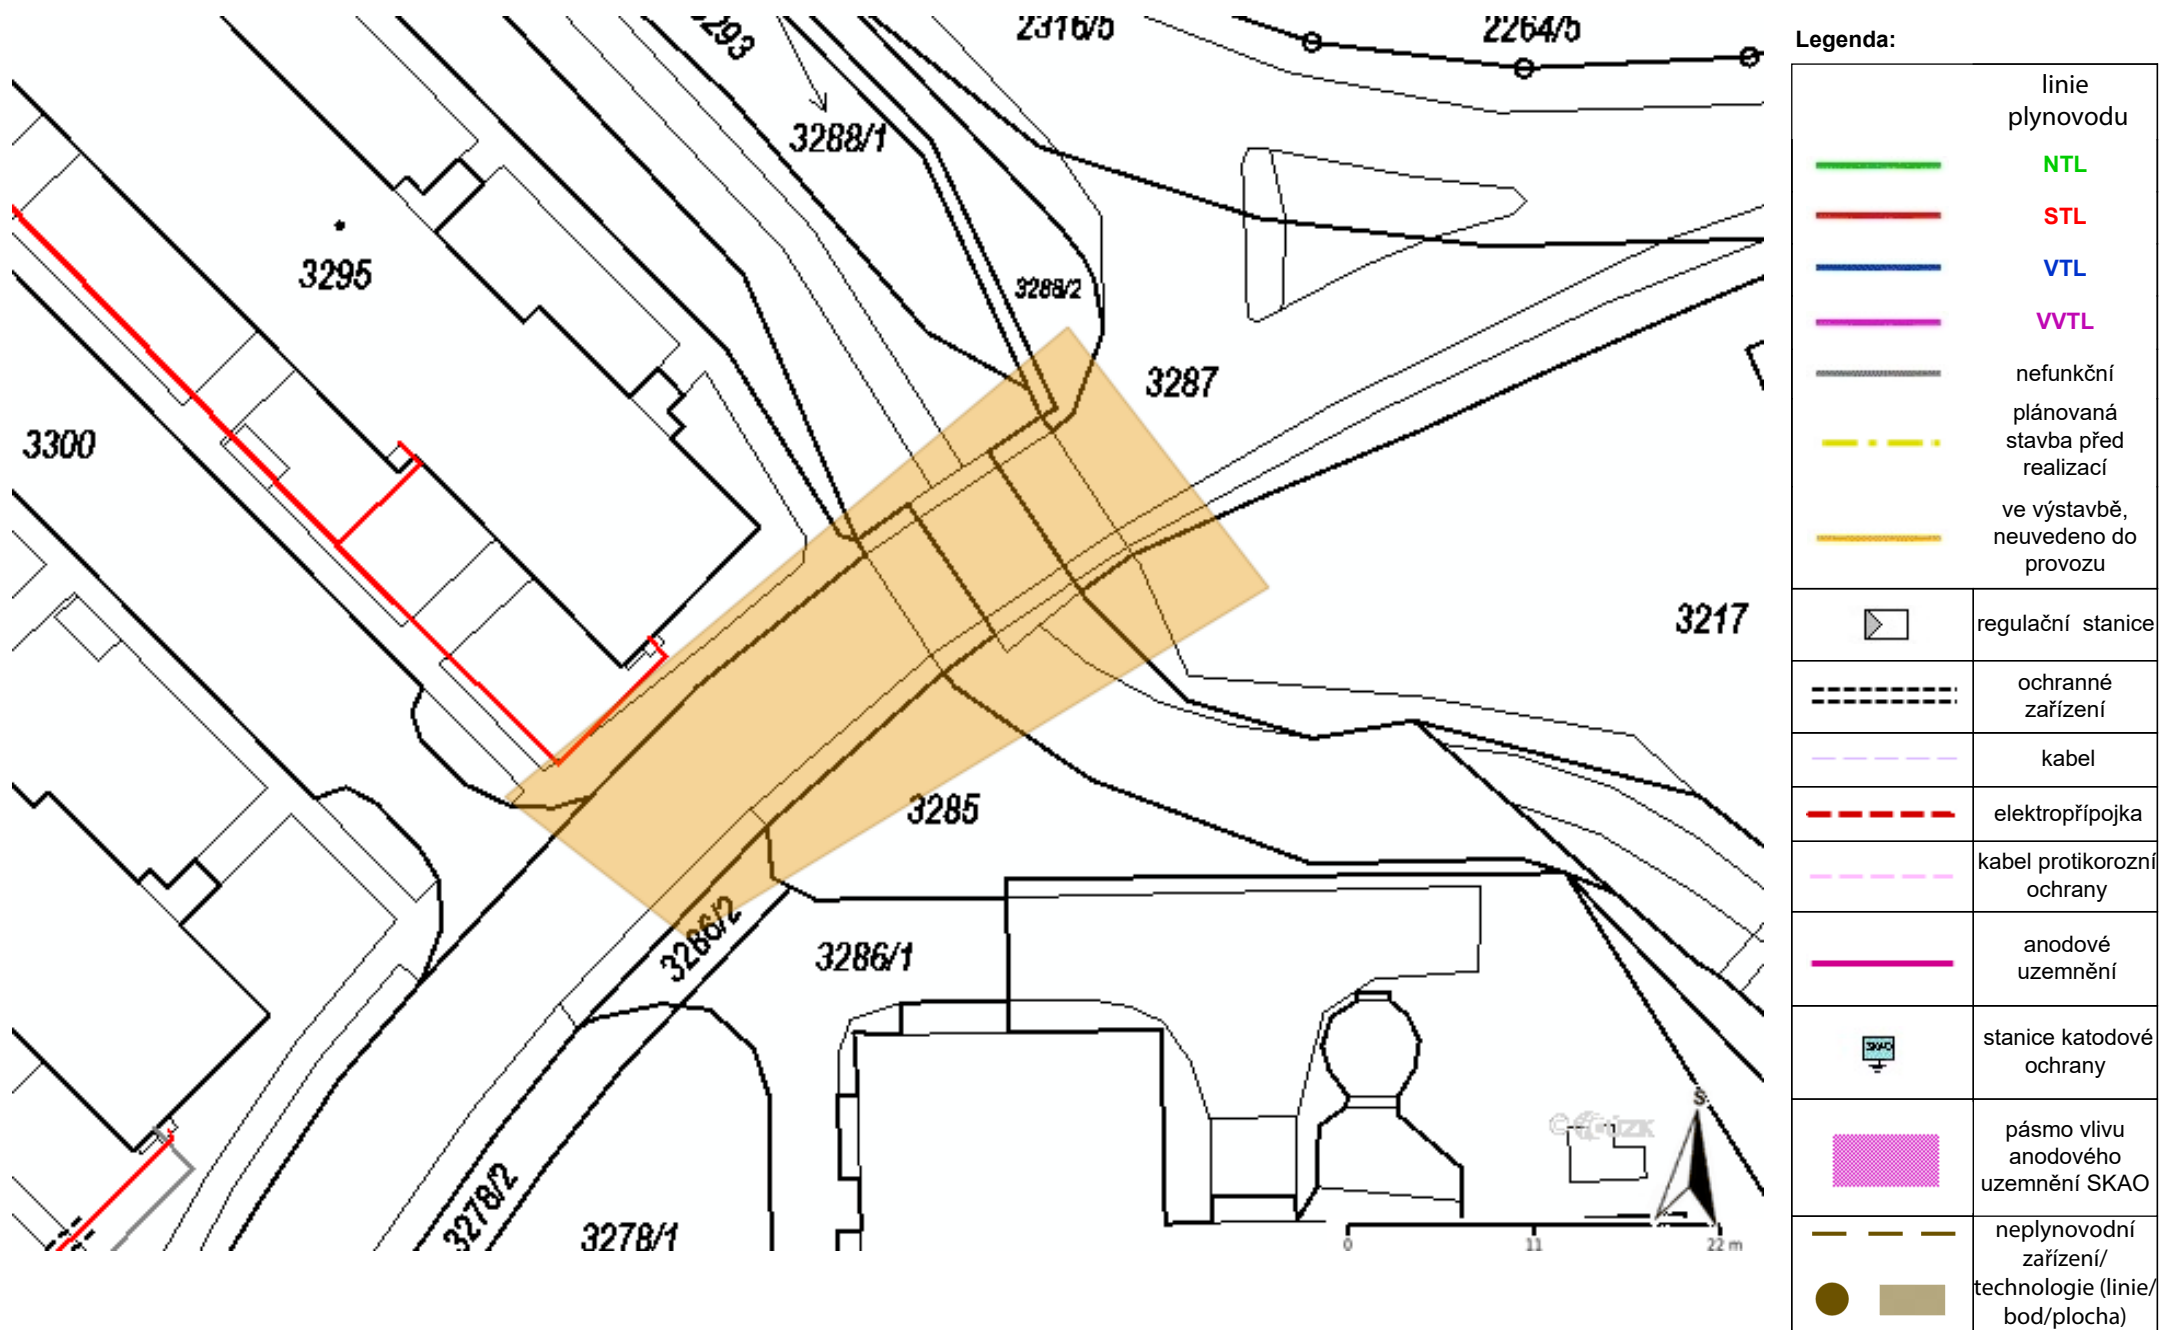 3293
2316/5
2264/5
3288/1
3295
3288/2
3287
3300
3217
3285
3286/2
3286/1
3278/2
3278/1
© ČÚZK
S
0 11 22 m
Legenda:
linie
plynovodu
NTL
STL
VTL
VVTL
nefunkční
plánovaná
stavba před
realizací
ve výstavbě,
neuvedeno do
provozu
regulační stanice
ochranné
zařízení
kabel
elektropřípojka
kabel protikorozní
ochrany
anodové
uzemnění
SKAO
stanice katodové
ochrany
pásmo vlivu
anodového
uzemnění SKAO
neplynovodní
zařízení/
technologie (linie/
bod/plocha)